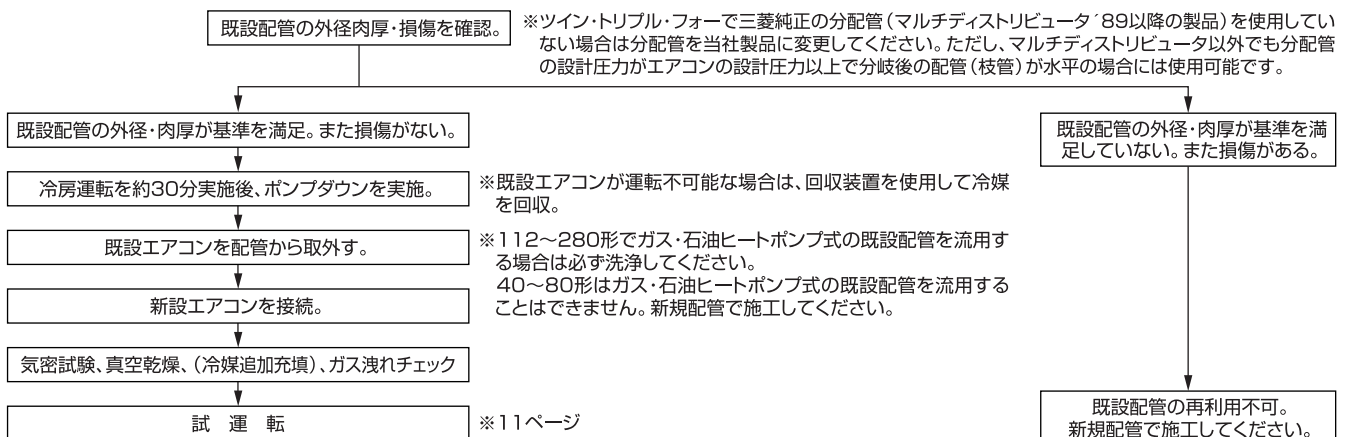 既設配管の外径肉厚・損傷を確認。
※ツイン・トリプル・フォーで三菱純正の分配管（マルチディストリビュータ´89以降の製品）を使用してい
ない場合は分配管を当社製品に変更してください。ただし、マルチディストリビュータ以外でも分配管
の設計圧力がエアコンの設計圧力以上で分岐後の配管（枝管）が水平の場合には使用可能です。
既設配管の外径・肉厚が基準を満足。また損傷がない。
既設配管の外径・肉厚が基準を満
足していない。また損傷がある。
冷房運転を約30分実施後、ポンプダウンを実施。
※既設エアコンが運転不可能な場合は、回収装置を使用して冷媒
を回収。
既設エアコンを配管から取外す。
※112～280形でガス・石油ヒートポンプ式の既設配管を流用す
る場合は必ず洗浄してください。
40～80形はガス・石油ヒートポンプ式の既設配管を流用する
ことはできません。新規配管で施工してください。
新設エアコンを接続。
気密試験、真空乾燥、（冷媒追加充填）、ガス洩れチェック
試　運　転
※11ページ
既設配管の再利用不可。
新規配管で施工してください。